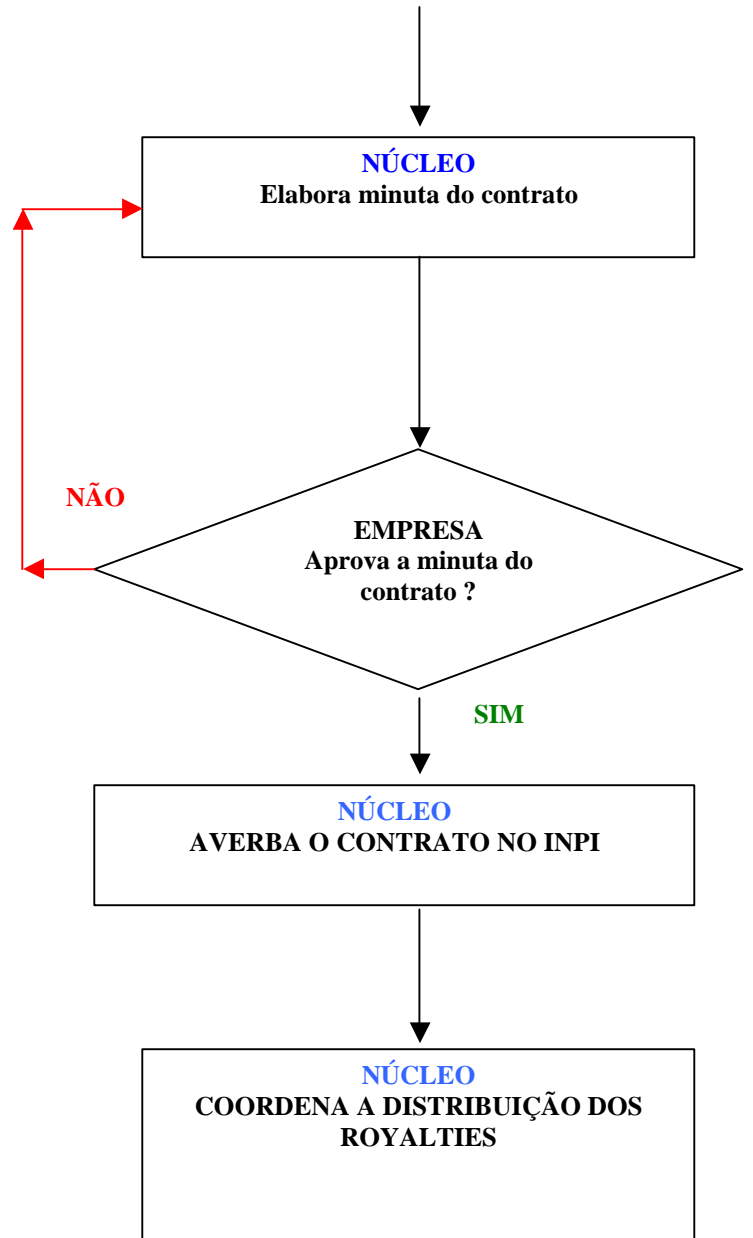 NÚCLEO
Elabora minuta do contrato
NÃO
EMPRESA
Aprova a minuta do
contrato ?
SIM
NÚCLEO
AVERBA O CONTRATO NO INPI
NÚCLEO
COORDENA A DISTRIBUIÇÃO DOS
ROYALTIES